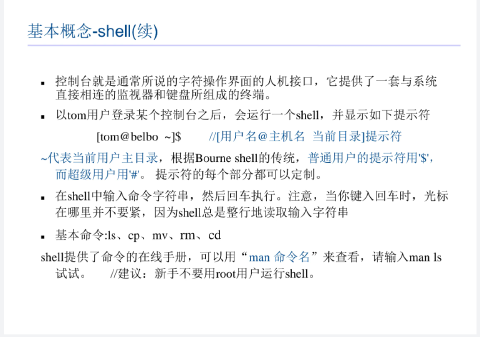 基本概念-shell(续)
控制台就是通常所说的字符操作界面的人机接口，它提供了一套与系统
直接相连的监视器和键盘所组成的终端。
以tom用户登录某个控制台之后，会运行一个shell，并显示如下提示符
[tom@belbo ~]$ //[用户名@主机名 当前目录]提示符
~代表当前用户主目录，根据Bourne shell的传统，普通用户的提示符用'$'，
而超级用户用'#'。提示符的每个部分都可以定制。
在shell中输入命令字符串，然后回车执行。注意，当你键入回车时，光标
在哪里并不要紧，因为shell总是整行地读取输入字符串
基本命令:ls、cp、mv、rm、cd
shell提供了命令的在线手册，可以用“man 命令名”来查看，请输入man ls
试试。 //建议：新手不要用root用户运行shell。